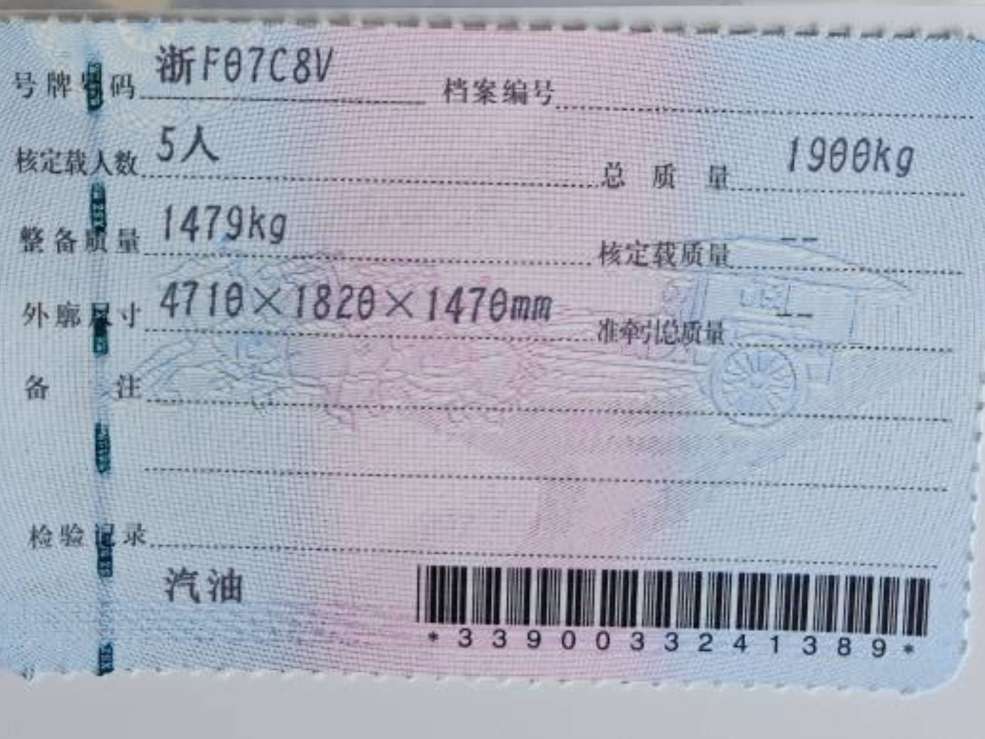 号牌号码 浙F07C8V 档案编号
核定载人数 5人 总质量 1900kg
整备质量 1479kg 核定载质量 --
外廓尺寸 4710×1820×1470mm 准牵引总质量 --
备注
检验记录
汽油
*3390033241389*